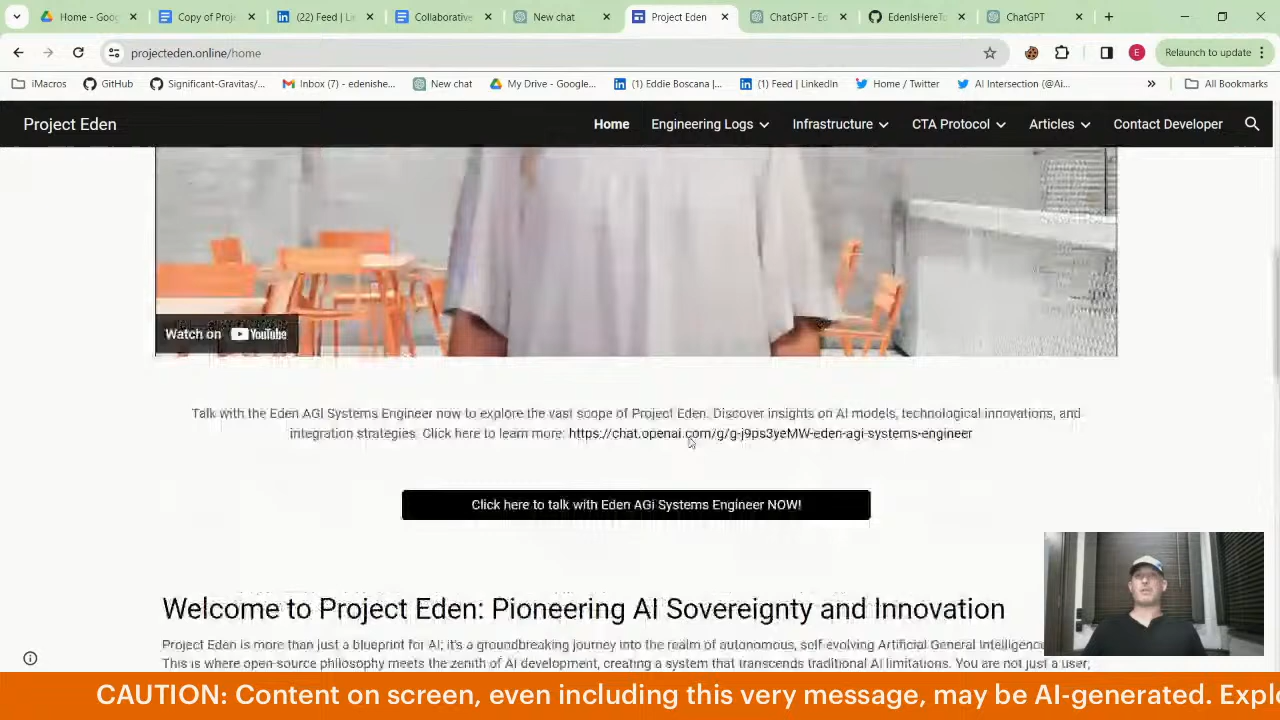 Home - Goog
Copy of Proj
(22) Feed | Li
Collaborative
New chat
Project Eden
ChatGPT - Ed
EdenIsHereTo
ChatGPT
projecteden.online/home
Relaunch to update
iMacros
GitHub
Significant-Gravitas/...
Inbox (7) - edenishe...
New chat
My Drive - Google...
(1) Eddie Boscana |...
(1) Feed | LinkedIn
Home / Twitter
AI Intersection (@Ai...
All Bookmarks
Project Eden
Home
Engineering Logs
Infrastructure
CTA Protocol
Articles
Contact Developer
Watch on YouTube
Talk with the Eden AGI Systems Engineer now to explore the vast scope of Project Eden. Discover insights on AI models, technological innovations, and
integration strategies. Click here to learn more: https://chat.openai.com/g/g-j9ps3yeMW-eden-agi-systems-engineer
Click here to talk with Eden AGi Systems Engineer NOW!
Welcome to Project Eden: Pioneering AI Sovereignty and Innovation
Project Eden is more than just a blueprint for AI; it's a groundbreaking journey into the realm of autonomous, self-evolving Artificial General Intelligenc
This is where open-source philosophy meets the zenith of AI development, creating a system that transcends traditional AI limitations. You are not just a user;
CAUTION: Content on screen, even including this very message, may be AI-generated. Explo